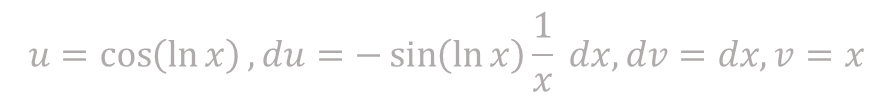 u = cos(ln x) , du = − sin(ln x) 1/x dx, dv = dx, v = x